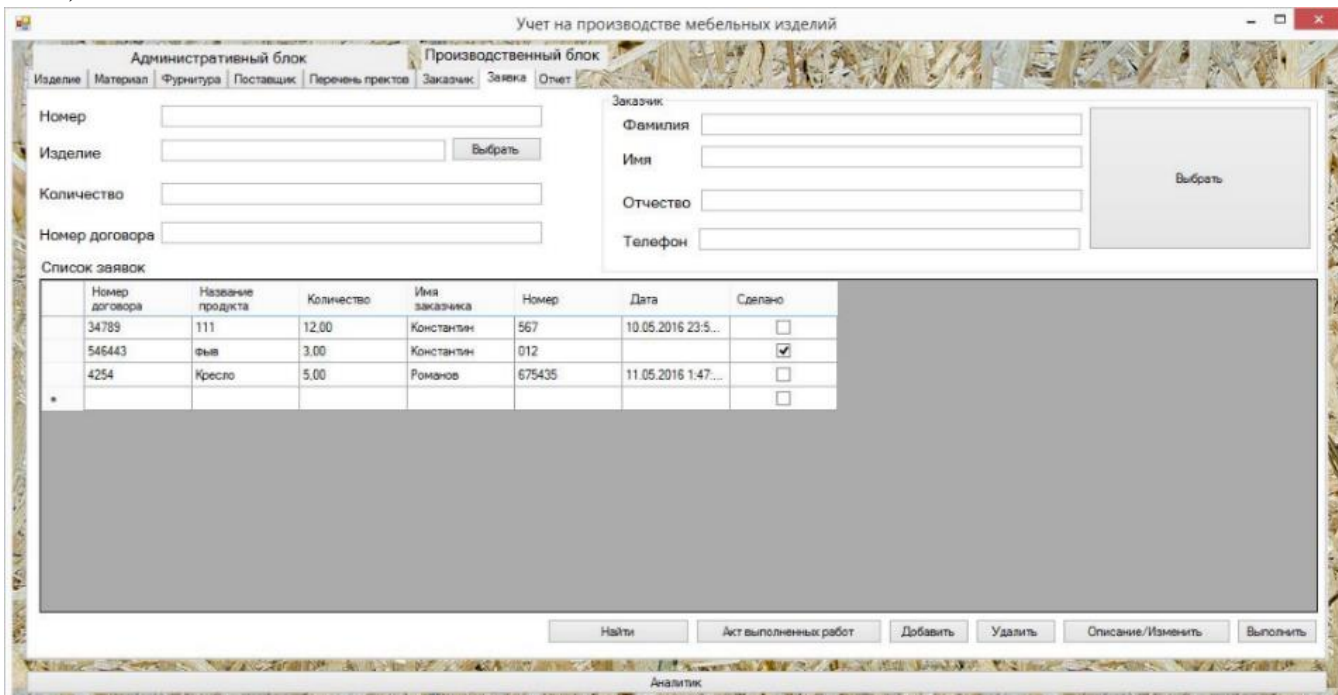 Учет на производстве мебельных изделий
Административный блок Производственный блок
Изделие Материал Фурнитура Поставщик Перечень пректов Заказчик Заявка Отчет
Заказчик
Номер
Фамилия
Изделие Выбрать
Имя
Выбрать
Количество
Отчество
Номер договора
Телефон
Список заявок
Номер договора Название продукта Количество Имя заказчика Номер Дата Сделано
34789 111 12,00 Константин 567 10.05.2016 23:5...
546443 фыв 3,00 Константин 012
4254 Кресло 5,00 Романов 675435 11.05.2016 1:47:...
Найти Акт выполненных работ Добавить Удалить Описание/Изменить Выполнить
Аналитик